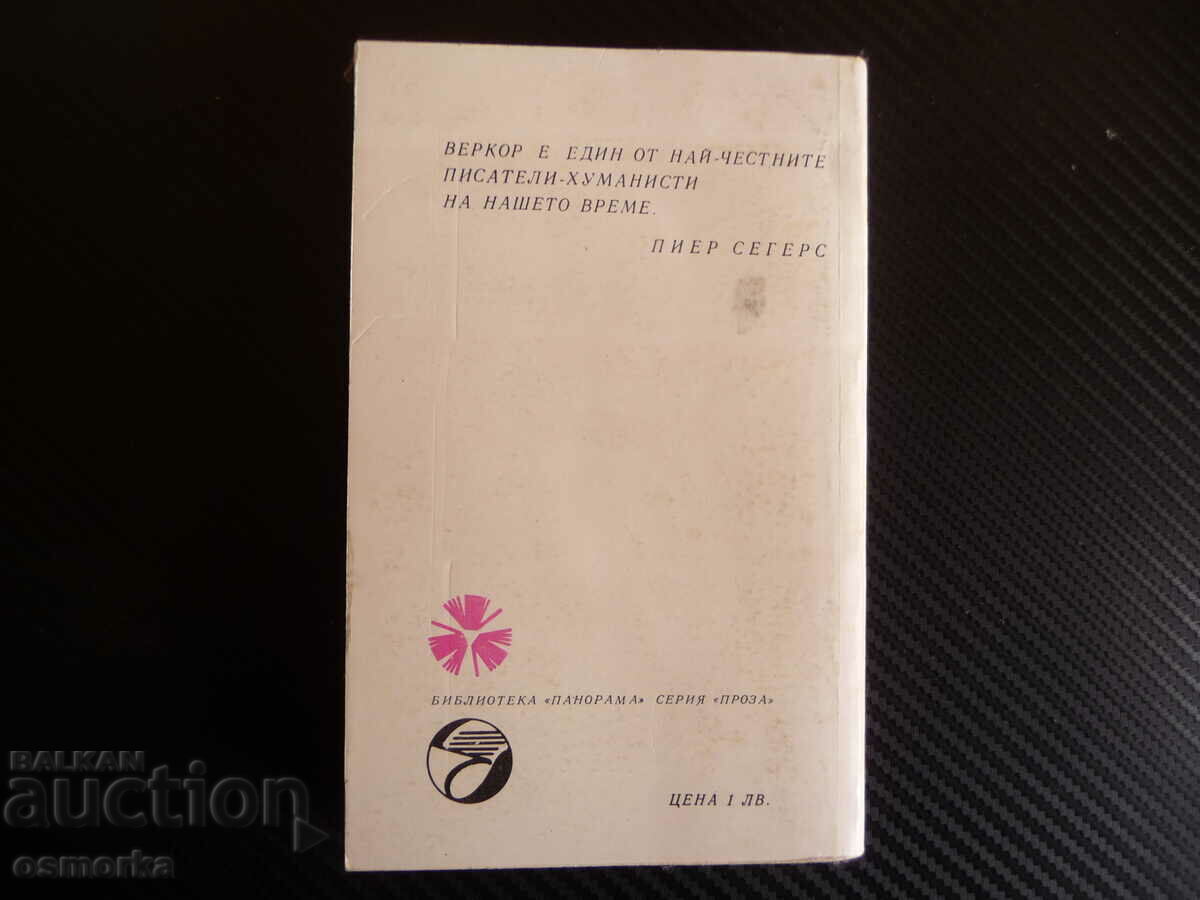 ВЕРКОР Е ЕДИН ОТ НАЙ-ЧЕСТНИТЕ
ПИСАТЕЛИ-ХУМАНИСТИ
НА НАШЕТО ВРЕМЕ.
ПИЕР СЕГЕРС
БИБЛИОТЕКА «ПАНОРАМА» СЕРИЯ «ПРОЗА»
ЦЕНА 1 ЛВ.
BALKAN
auction
osmorka